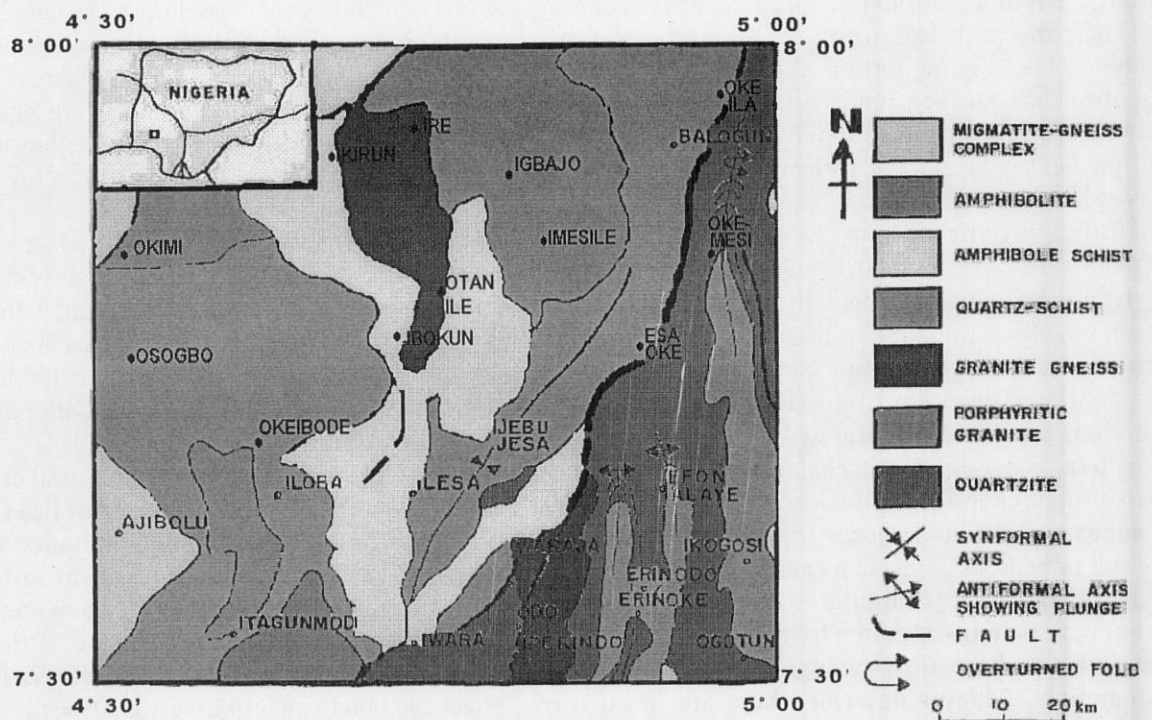 4°30'
5°00'
8°00'
8°00'
NIGERIA
OKE
ILA
IRE
BALOGUN
IKIRUN
IGBAJO
OKIMI
IMESILE
OKE-
MESI
OTAN
ILE
IBOKUN
ESA
OKE
OSOGBO
OKEIBODE
IJEBU
JESA
ILOBA
ILESA
EFON
ALAYE
AJIBOLU
WARAJA
IKOGOSI
ERINODO
ERINOKE
ODO
ITAGUNMODI
IWARA
IPERINDO
OGOTUN
7°30'
7°30'
5°00'
N
MIGMATITE-GNEISS
COMPLEX
AMPHIBOLITE
AMPHIBOLE SCHIST
QUARTZ-SCHIST
GRANITE GNEISS
PORPHYRITIC
GRANITE
QUARTZITE
SYNFORMAL
AXIS
ANTIFORMAL AXIS
SHOWING PLUNGE
FAULT
OVERTURNED FOLD
0 10 20 km